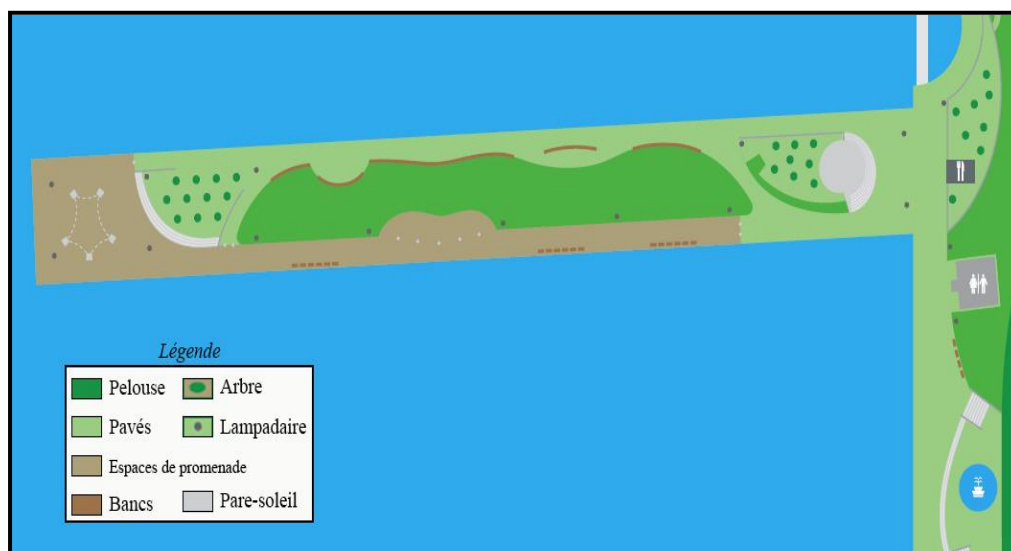 Légende
Pelouse
Arbre
Pavés
Lampadaire
Espaces de promenade
Bancs
Pare-soleil